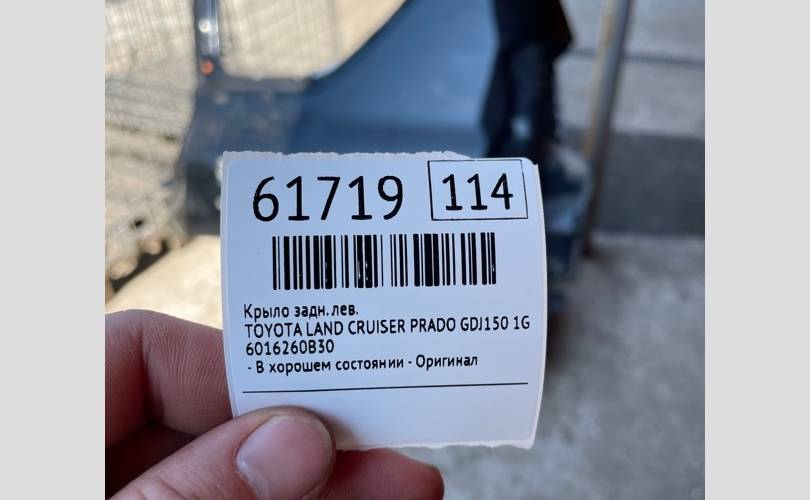 61719 114
Крыло задн.лев.
TOYOTA LAND CRUISER PRADO GDJ150 1G
6016260B30
- В хорошем состоянии - Оригинал